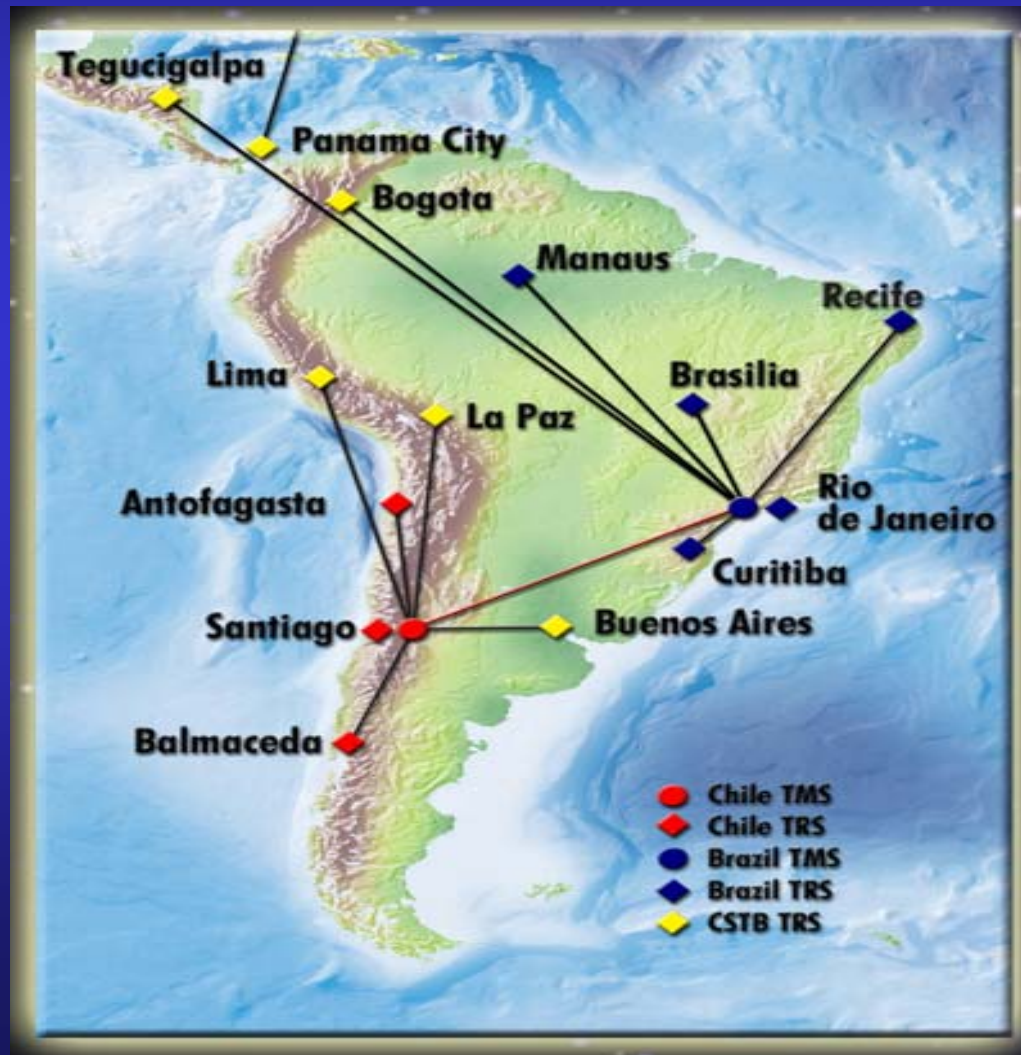 Tegucigalpa
Panama City
Bogota
Manaus
Recife
Lima
Brasilia
La Paz
Antofagasta
Rio
de Janeiro
Curitiba
Santiago
Buenos Aires
Balmaceda
Chile TMS
Chile TRS
Brazil TMS
Brazil TRS
CSTB TRS